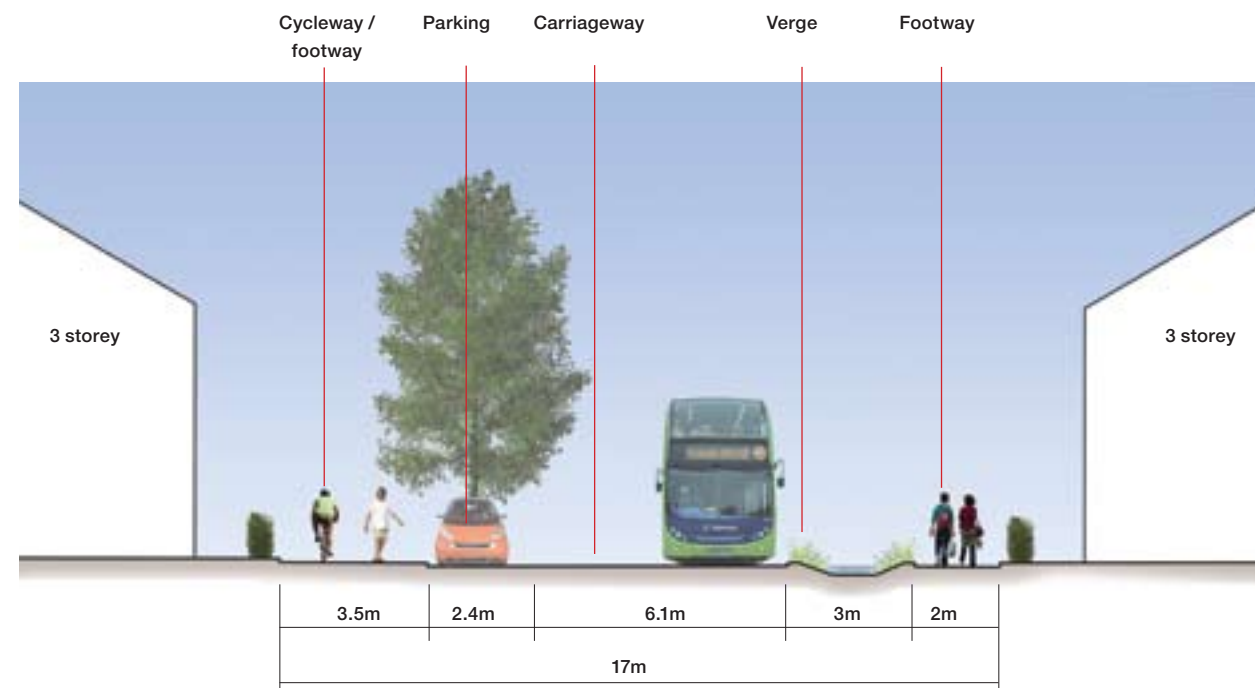 Cycleway /
footway
Parking
Carriageway
Verge
Footway
3 storey
3 storey
3.5m
2.4m
6.1m
3m
2m
17m